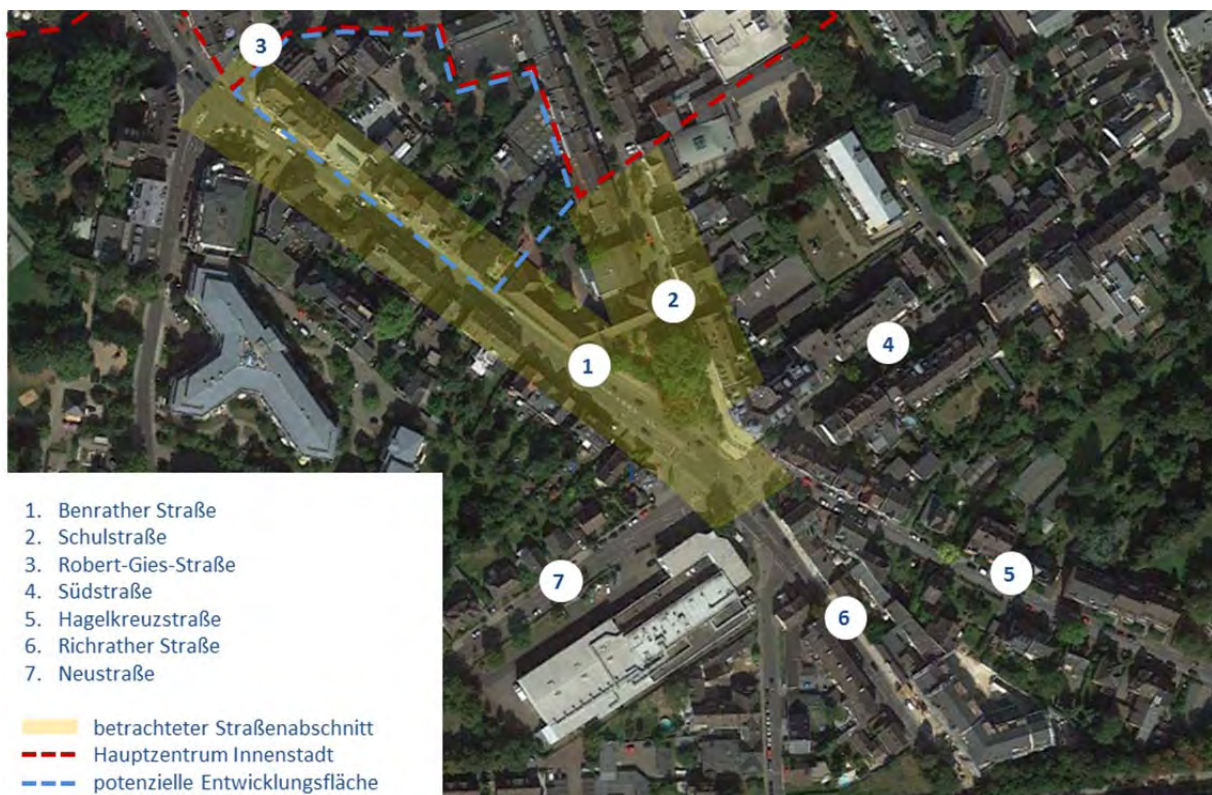 3
2
4
1
5
7
6
1. Benrather Straße
2. Schulstraße
3. Robert-Gies-Straße
4. Südstraße
5. Hagelkreuzstraße
6. Richrather Straße
7. Neustraße
betrachteter Straßenabschnitt
Hauptzentrum Innenstadt
potenzielle Entwicklungsfläche